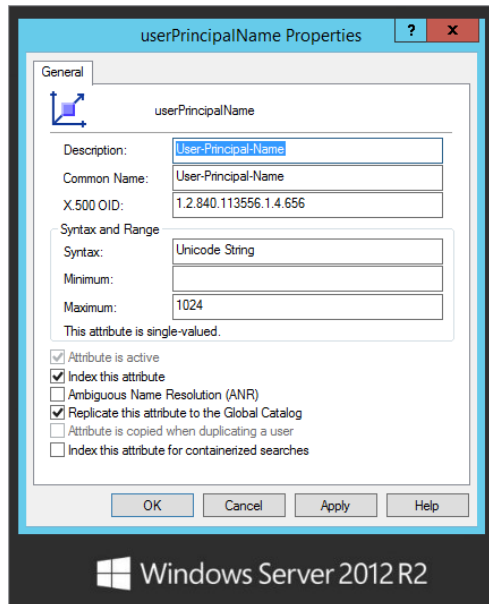 userPrincipalName Properties
?
x
General
userPrincipalName
Description: User-Principal-Name
Common Name: User-Principal-Name
X.500 OID: 1.2.840.113556.1.4.656
Syntax and Range
Syntax: Unicode String
Minimum:
Maximum: 1024
This attribute is single-valued.
Attribute is active
Index this attribute
Ambiguous Name Resolution (ANR)
Replicate this attribute to the Global Catalog
Attribute is copied when duplicating a user
Index this attribute for containerized searches
OK Cancel Apply Help
Windows Server 2012 R2